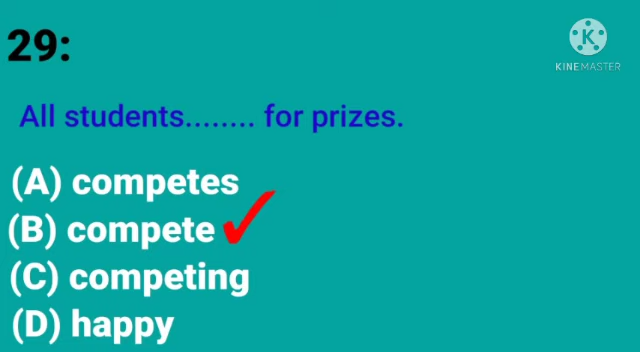 29:
K
KINEMASTER
All students........ for prizes.
(A) competes
(B) compete
(C) competing
(D) happy